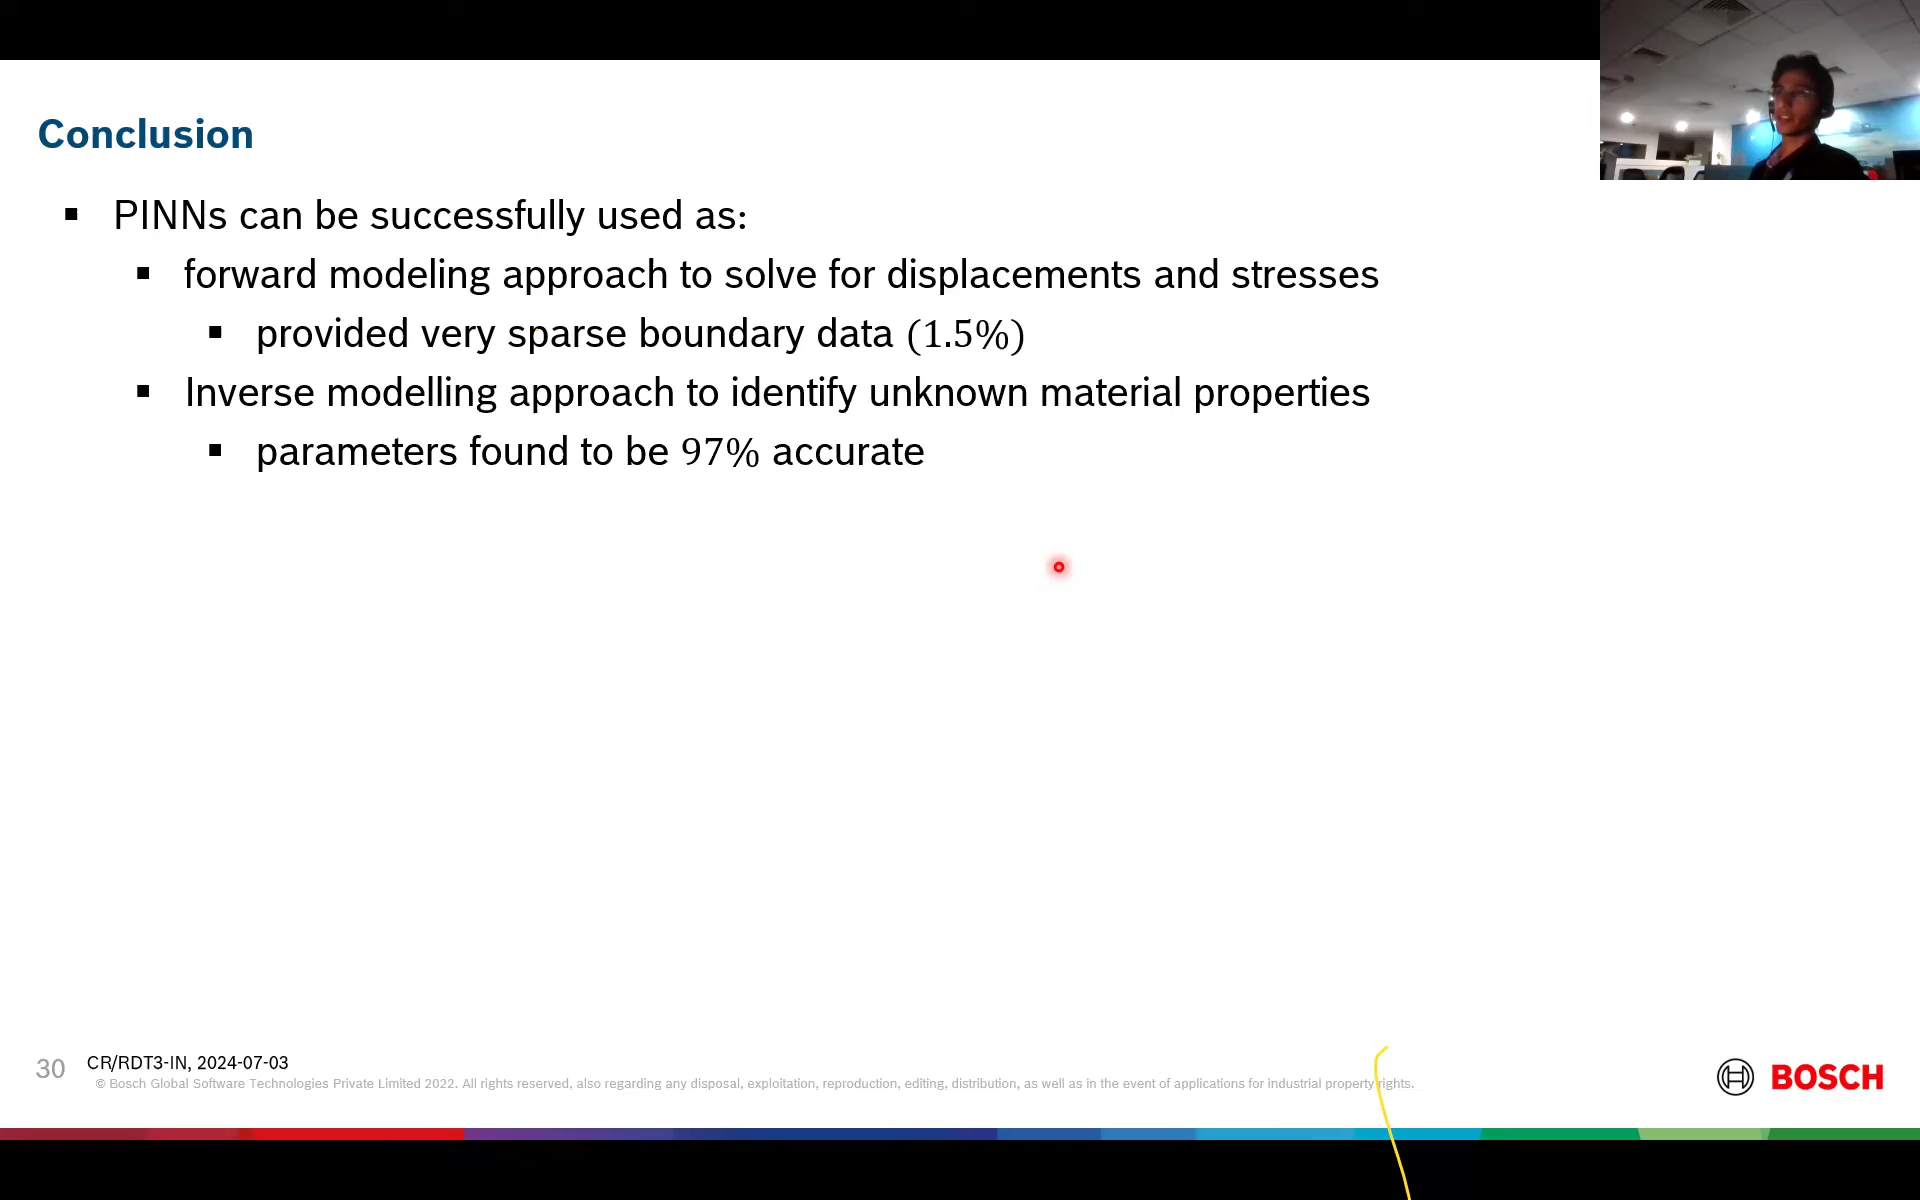 Conclusion
▪ PINNs can be successfully used as:
▪ forward modeling approach to solve for displacements and stresses
▪ provided very sparse boundary data (1.5%)
▪ Inverse modelling approach to identify unknown material properties
▪ parameters found to be 97% accurate
30
CR/RDT3-IN, 2024-07-03
© Bosch Global Software Technologies Private Limited 2022. All rights reserved, also regarding any disposal, exploitation, reproduction, editing, distribution, as well as in the event of applications for industrial property rights.
BOSCH